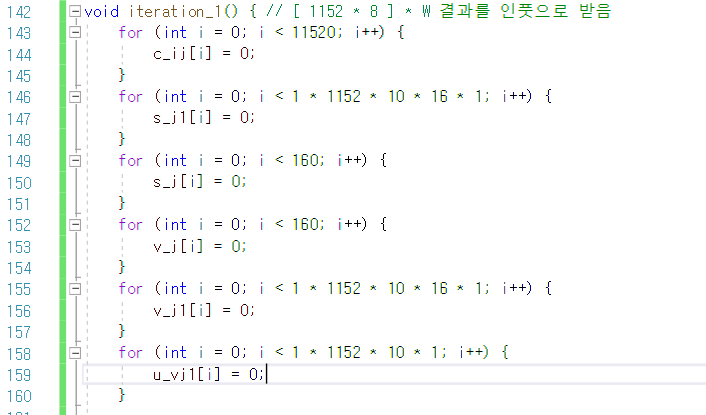 142 void iteration_1() { // [ 1152 * 8 ] * W 결과를 인풋으로 받음
143 for (int i = 0; i < 11520; i++) {
144 c_ij[i] = 0;
145 }
146 for (int i = 0; i < 1 * 1152 * 10 * 16 * 1; i++) {
147 s_j1[i] = 0;
148 }
149 for (int i = 0; i < 160; i++) {
150 s_j[i] = 0;
151 }
152 for (int i = 0; i < 160; i++) {
153 v_j[i] = 0;
154 }
155 for (int i = 0; i < 1 * 1152 * 10 * 16 * 1; i++) {
156 v_j1[i] = 0;
157 }
158 for (int i = 0; i < 1 * 1152 * 10 * 1; i++) {
159 u_vj1[i] = 0;
160 }